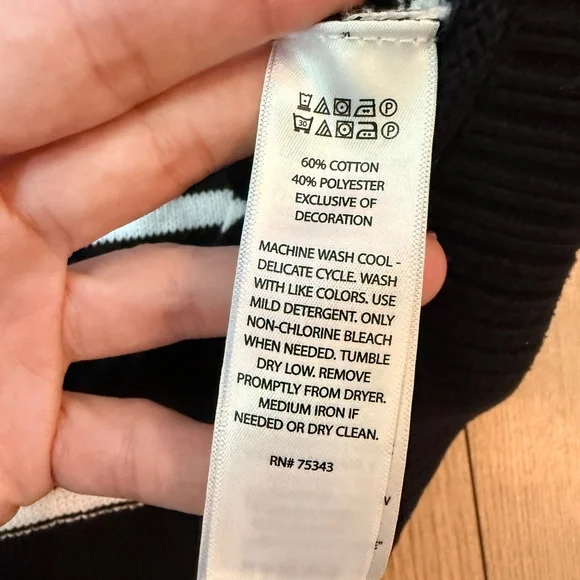 30
60% COTTON
40% POLYESTER
EXCLUSIVE OF
DECORATION
MACHINE WASH COOL -
DELICATE CYCLE. WASH
WITH LIKE COLORS. USE
MILD DETERGENT. ONLY
NON-CHLORINE BLEACH
WHEN NEEDED. TUMBLE
DRY LOW. REMOVE
PROMPTLY FROM DRYER.
MEDIUM IRON IF
NEEDED OR DRY CLEAN.
RN# 75343